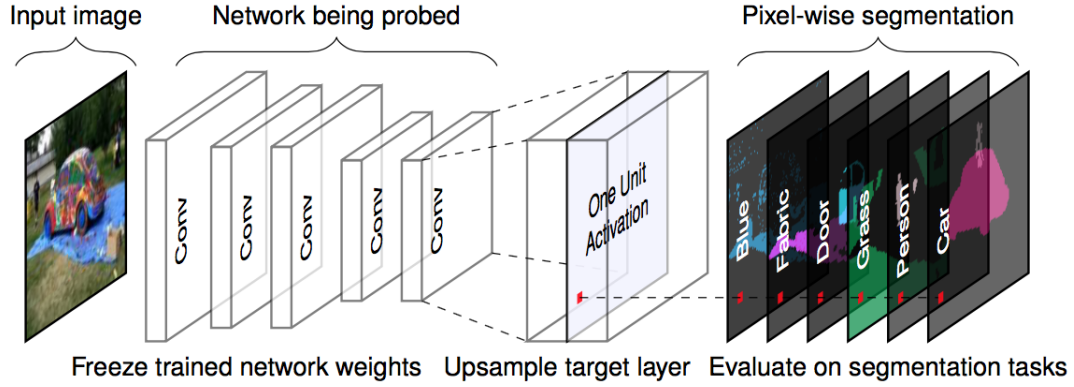 Input image
Network being probed
Pixel-wise segmentation
Conv
Conv
Conv
Conv
Conv
One Unit
Activation
Blue
Fabric
Door
Grass
Person
Car
Freeze trained network weights
Upsample target layer
Evaluate on segmentation tasks